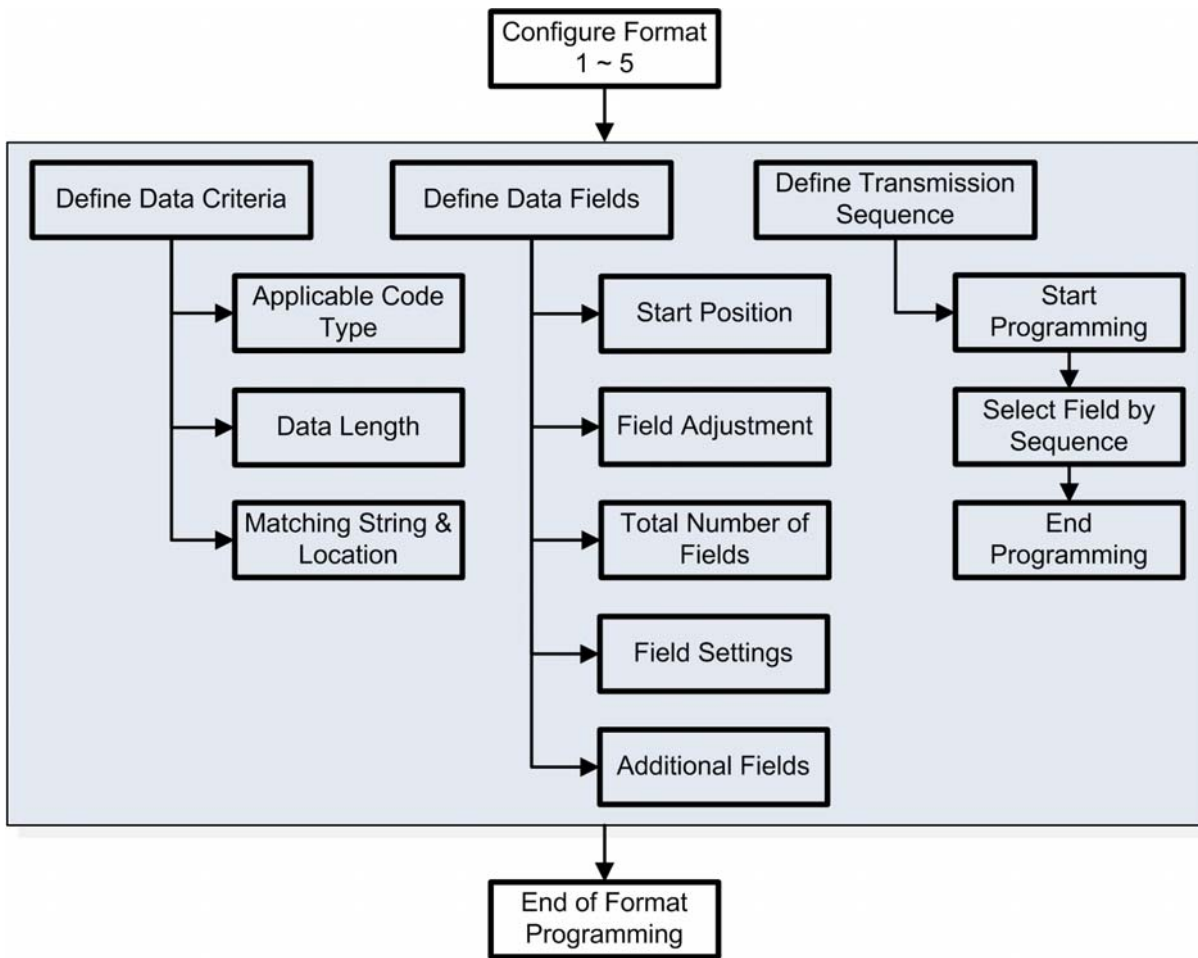 Configure Format
1 ~ 5
Define Data Criteria
Applicable Code
Type
Data Length
Matching String &
Location
Define Data Fields
Start Position
Field Adjustment
Total Number of
Fields
Field Settings
Additional Fields
Define Transmission
Sequence
Start
Programming
Select Field by
Sequence
End
Programming
End of Format
Programming